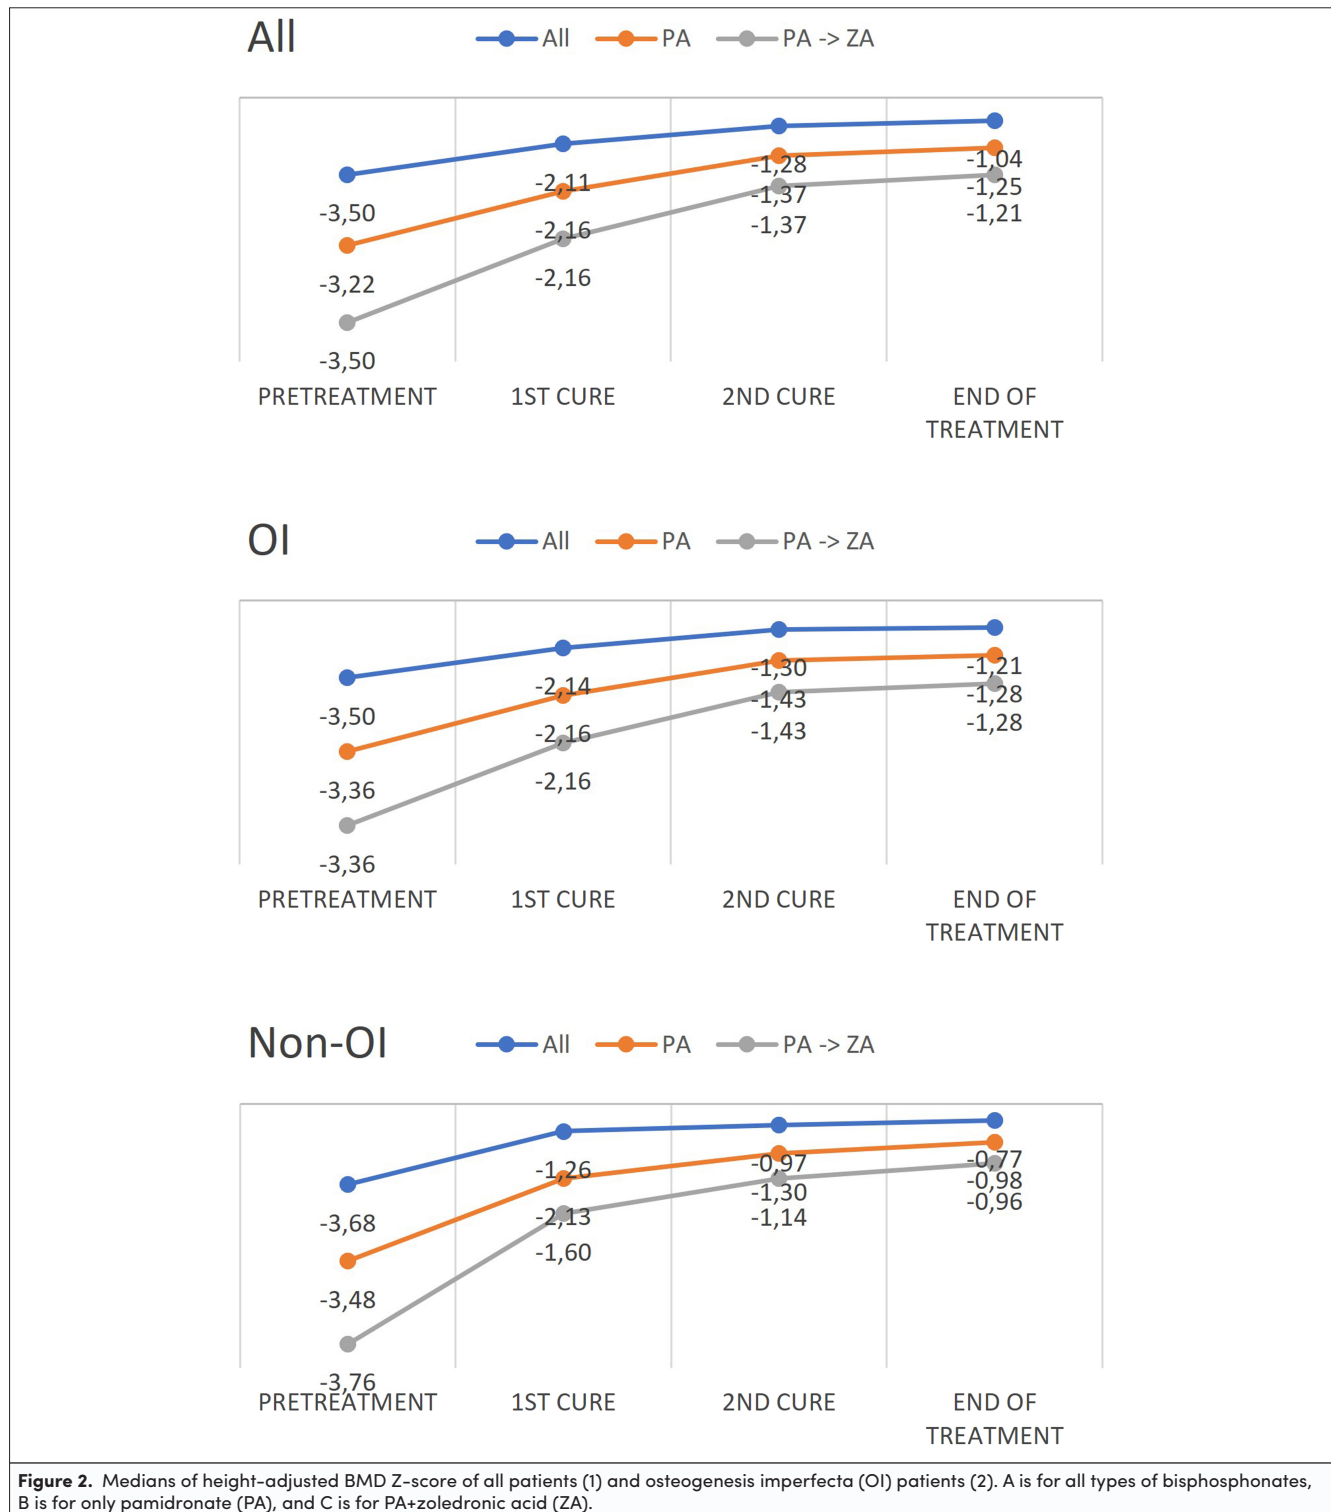 All
All PA PA -> ZA
-3,50 -2,11 -1,28 -1,04
-3,22 -2,16 -1,37 -1,25
-3,50 -2,16 -1,37 -1,21
PRETREATMENT 1ST CURE 2ND CURE END OF
TREATMENT
OI
All PA PA -> ZA
-3,50 -2,14 -1,30 -1,21
-3,36 -2,16 -1,43 -1,28
-3,36 -2,16 -1,43 -1,28
PRETREATMENT 1ST CURE 2ND CURE END OF
TREATMENT
Non-OI
All PA PA -> ZA
-3,68 -1,26 -0,97 -0,77
-3,48 -2,13 -1,30 -0,98
-3,76 -1,60 -1,14 -0,96
PRETREATMENT 1ST CURE 2ND CURE END OF
TREATMENT
Figure 2. Medians of height-adjusted BMD Z-score of all patients (1) and osteogenesis imperfecta (OI) patients (2). A is for all types of bisphosphonates,
B is for only pamidronate (PA), and C is for PA+zoledronic acid (ZA).